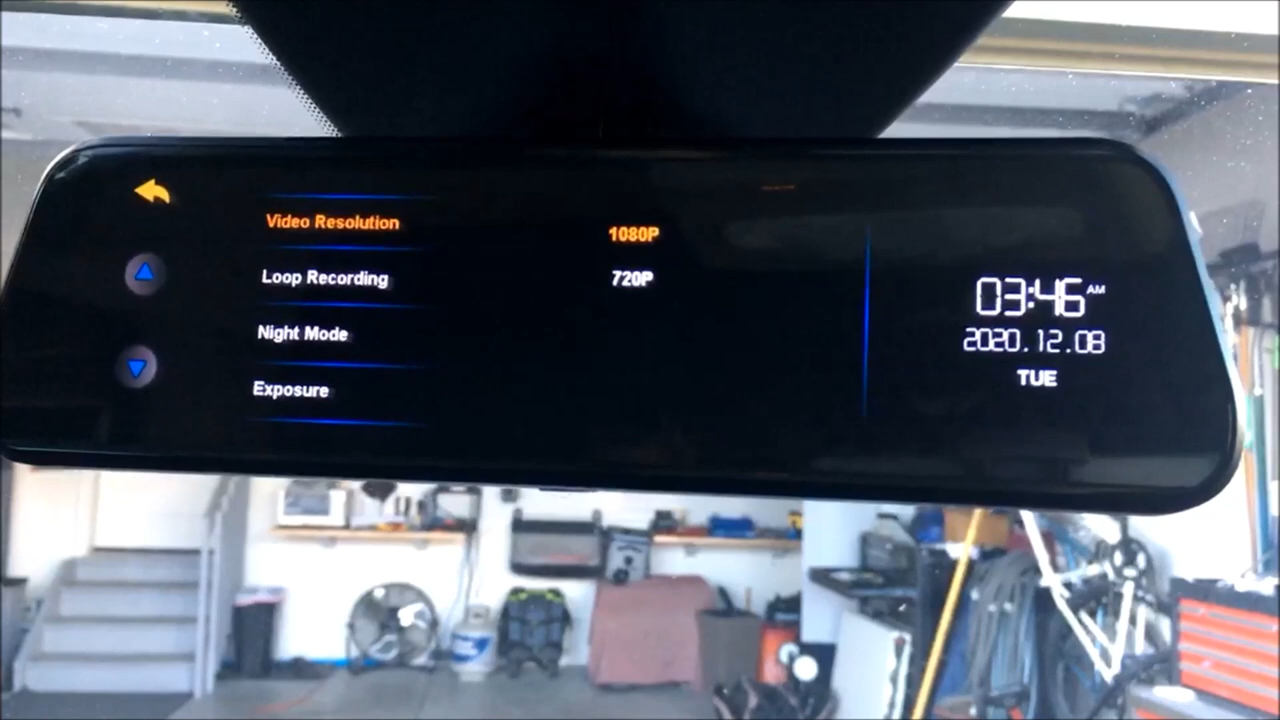 Video Resolution
1080P
Loop Recording
720P
Night Mode
Exposure
03:46 AM
2020.12.08
TUE